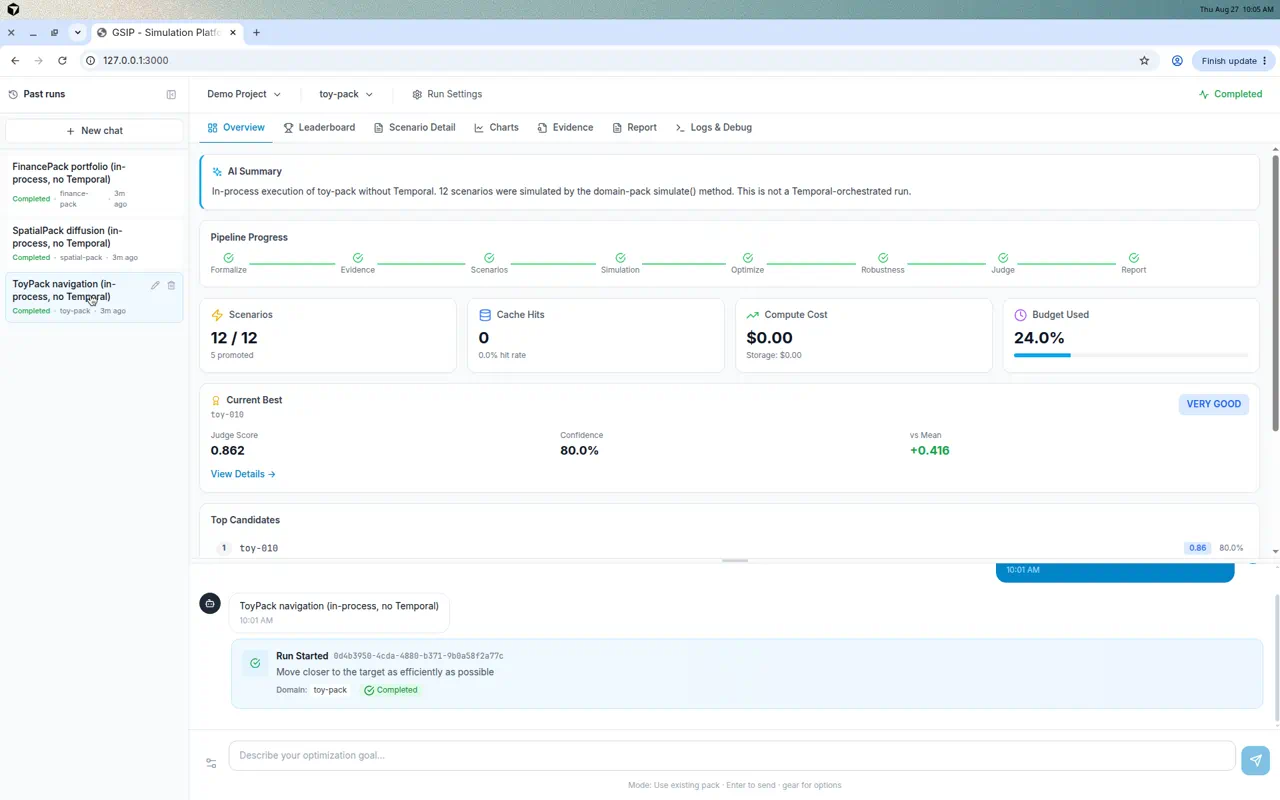 Thu Aug 27 10:05 AM
GSIP - Simulation Platfo
127.0.0.1:3000
Finish update
Past runs
New chat
FinancePack portfolio (in-
process, no Temporal)
Completed · finance-pack · 3m ago
SpatialPack diffusion (in-
process, no Temporal)
Completed · spatial-pack · 3m ago
ToyPack navigation (in-
process, no Temporal)
Completed · toy-pack · 3m ago
Demo Project
toy-pack
Run Settings
Completed
Overview
Leaderboard
Scenario Detail
Charts
Evidence
Report
Logs & Debug
AI Summary
In-process execution of toy-pack without Temporal. 12 scenarios were simulated by the domain-pack simulate() method. This is not a Temporal-orchestrated run.
Pipeline Progress
Formalize
Evidence
Scenarios
Simulation
Optimize
Robustness
Judge
Report
Scenarios
12 / 12
5 promoted
Cache Hits
0
0.0% hit rate
Compute Cost
$0.00
Storage: $0.00
Budget Used
24.0%
Current Best
toy-010
VERY GOOD
Judge Score
0.862
Confidence
80.0%
vs Mean
+0.416
View Details →
Top Candidates
1 toy-010 0.86 80.0%
10:01 AM
ToyPack navigation (in-process, no Temporal)
10:01 AM
Run Started 0d4b3950-4cda-4880-b371-9b0a58f2a77c
Move closer to the target as efficiently as possible
Domain: toy-pack Completed
Describe your optimization goal...
Mode: Use existing pack · Enter to send · gear for options